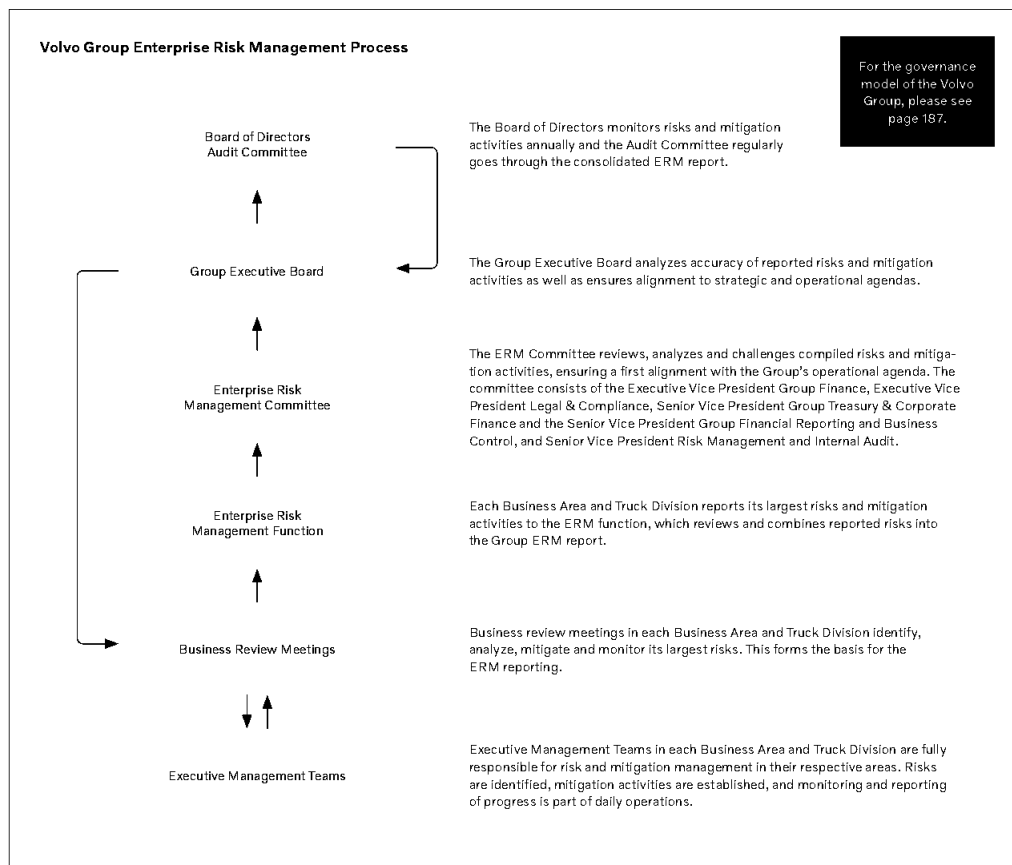 Volvo Group Enterprise Risk Management Process
For the governance
model of the Volvo
Group, please see
page 187.
Board of Directors
Audit Committee
The Board of Directors monitors risks and mitigation
activities annually and the Audit Committee regularly
goes through the consolidated ERM report.
Group Executive Board
The Group Executive Board analyzes accuracy of reported risks and mitigation
activities as well as ensures alignment to strategic and operational agendas.
Enterprise Risk
Management Committee
The ERM Committee reviews, analyzes and challenges compiled risks and mitiga-
tion activities, ensuring a first alignment with the Group's operational agenda. The
committee consists of the Executive Vice President Group Finance, Executive Vice
President Legal & Compliance, Senior Vice President Group Treasury & Corporate
Finance and the Senior Vice President Group Financial Reporting and Business
Control, and Senior Vice President Risk Management and Internal Audit.
Enterprise Risk
Management Function
Each Business Area and Truck Division reports its largest risks and mitigation
activities to the ERM function, which reviews and combines reported risks into
the Group ERM report.
Business Review Meetings
Business review meetings in each Business Area and Truck Division identify,
analyze, mitigate and monitor its largest risks. This forms the basis for the
ERM reporting.
Executive Management Teams
Executive Management Teams in each Business Area and Truck Division are fully
responsible for risk and mitigation management in their respective areas. Risks
are identified, mitigation activities are established, and monitoring and reporting
of progress is part of daily operations.